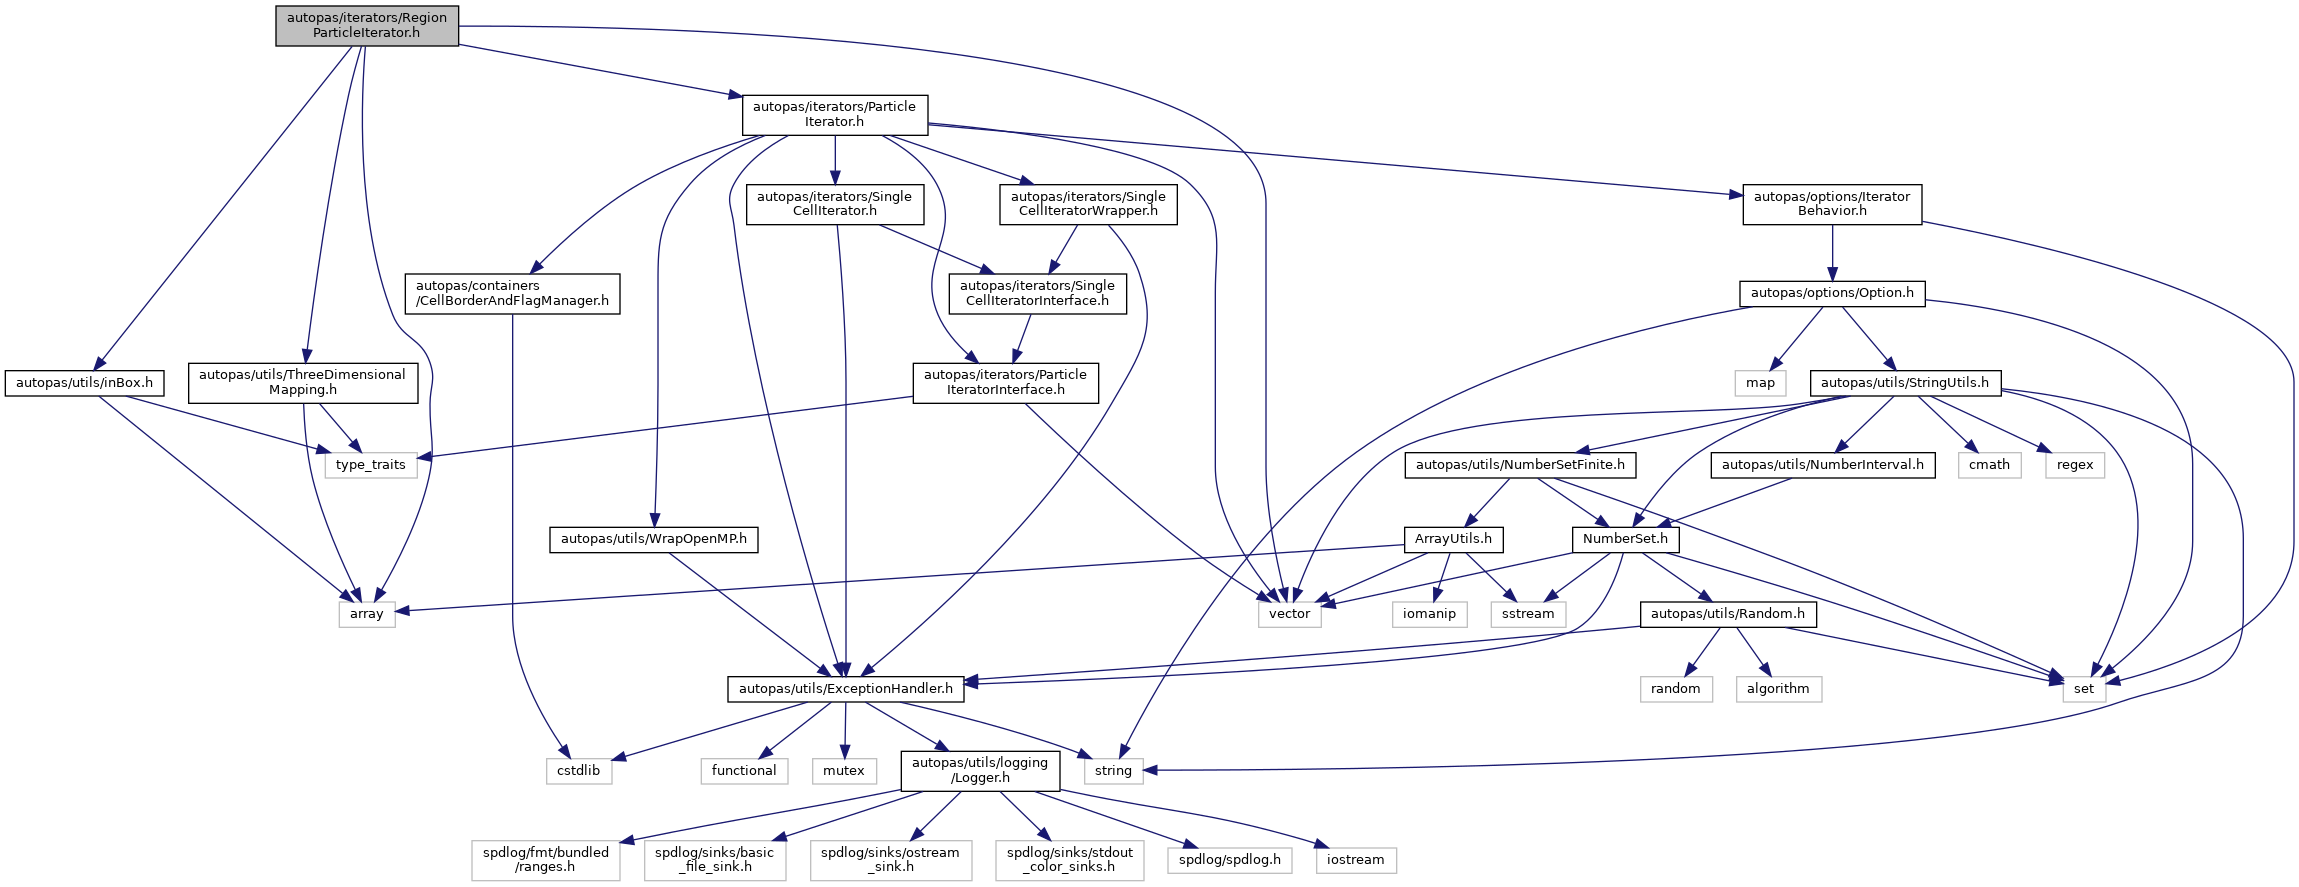 autopas/iterators/Region
ParticleIterator.h
autopas/iterators/Particle
Iterator.h
autopas/iterators/Single
CellIterator.h
autopas/iterators/Single
CellIteratorWrapper.h
autopas/options/Iterator
Behavior.h
autopas/containers
/CellBorderAndFlagManager.h
autopas/iterators/Single
CellIteratorInterface.h
autopas/options/Option.h
autopas/utils/inBox.h
autopas/utils/ThreeDimensional
Mapping.h
autopas/iterators/Particle
IteratorInterface.h
map
autopas/utils/StringUtils.h
type_traits
autopas/utils/NumberSetFinite.h
autopas/utils/NumberInterval.h
cmath
regex
autopas/utils/WrapOpenMP.h
ArrayUtils.h
NumberSet.h
array
vector
iomanip
sstream
autopas/utils/Random.h
autopas/utils/ExceptionHandler.h
random
algorithm
set
cstdlib
functional
mutex
autopas/utils/logging
/Logger.h
string
spdlog/fmt/bundled
/ranges.h
spdlog/sinks/basic
_file_sink.h
spdlog/sinks/ostream
_sink.h
spdlog/sinks/stdout
_color_sinks.h
spdlog/spdlog.h
iostream